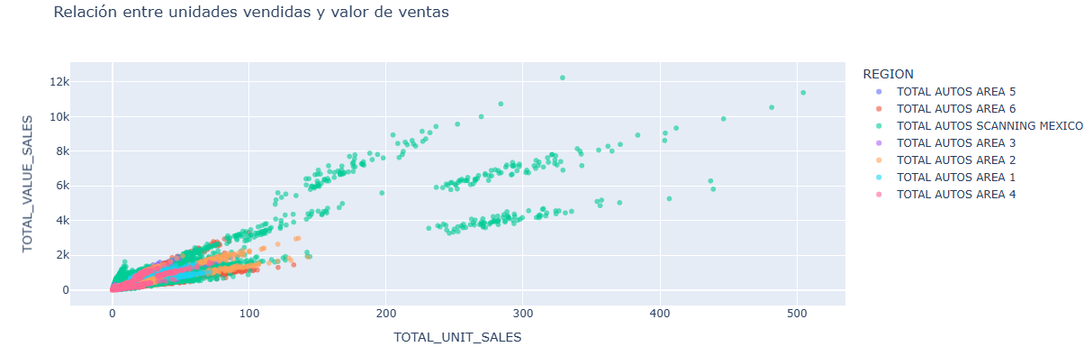 Relación entre unidades vendidas y valor de ventas
TOTAL_VALUE_SALES
12k
10k
8k
6k
4k
2k
0
0
100
200
300
400
500
TOTAL_UNIT_SALES
REGION
TOTAL AUTOS AREA 5
TOTAL AUTOS AREA 6
TOTAL AUTOS SCANNING MEXICO
TOTAL AUTOS AREA 3
TOTAL AUTOS AREA 2
TOTAL AUTOS AREA 1
TOTAL AUTOS AREA 4